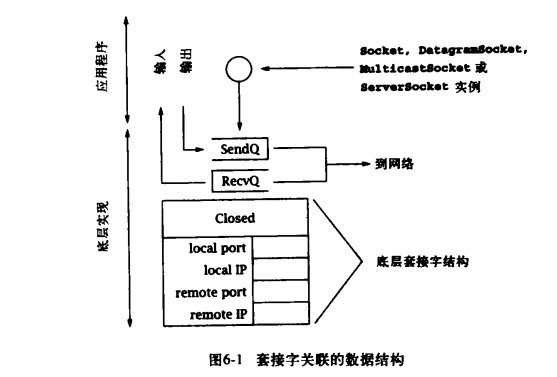 应用程序
输入
输出
Socket, DatagramSocket,
MulticastSocket 或
ServerSocket 实例
SendQ
RecvQ
到网络
底层实现
Closed
local port
local IP
remote port
remote IP
底层套接字结构
图6-1 套接字关联的数据结构